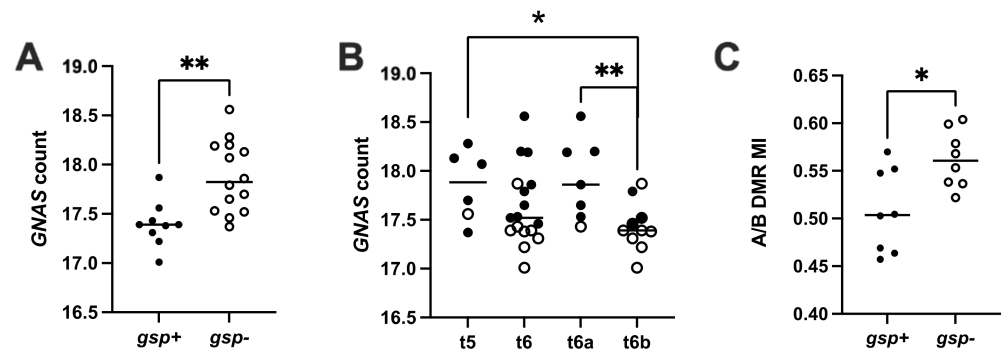 A
**
19.0
18.5
18.0
17.5
17.0
16.5
GNAS count
gsp+ gsp-
B
*
**
19.0
18.5
18.0
17.5
17.0
16.5
GNAS count
t5 t6 t6a t6b
C
*
0.65
0.60
0.55
0.50
0.45
0.40
A/B DMR MI
gsp+ gsp-